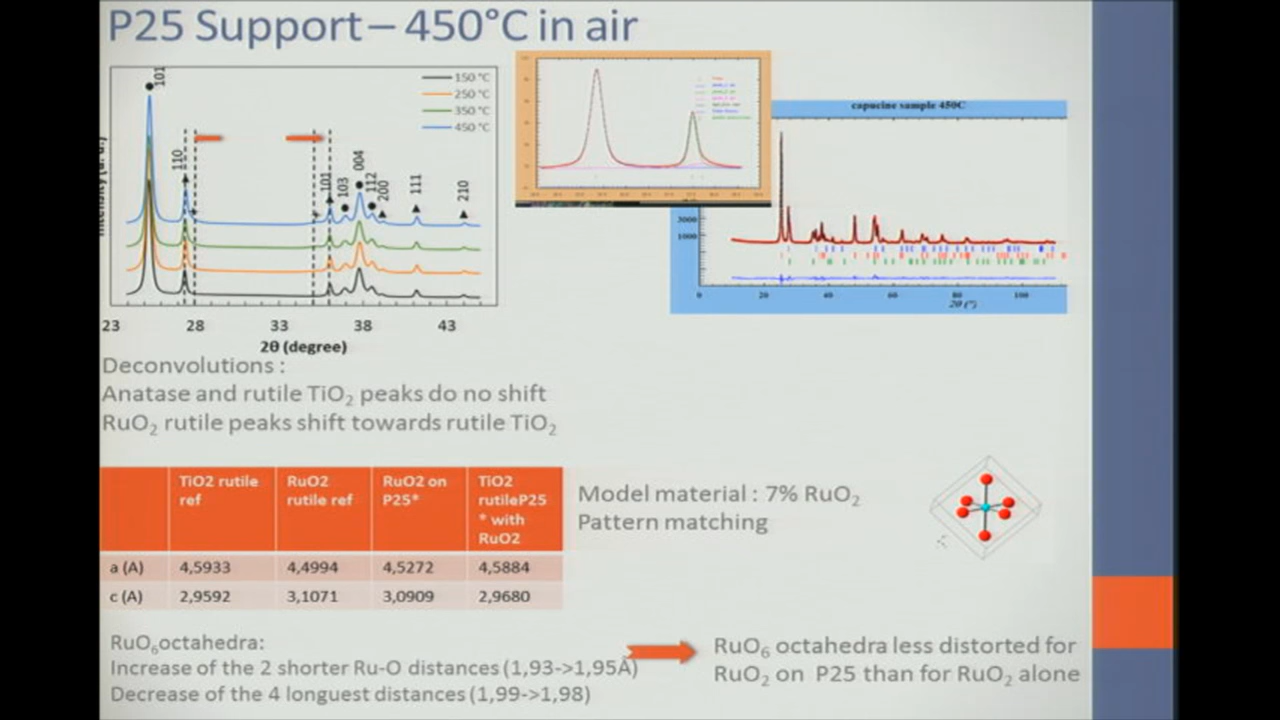 P25 Support – 450°C in air
101
110
101
103
004
112
200
111
210
150 °C
250 °C
350 °C
450 °C
23 28 33 38 43
2θ (degree)
capucine sample 450C
3000
1000
0 20 40 60 80 100
2θ (°)
Deconvolutions :
Anatase and rutile TiO₂ peaks do no shift
RuO₂ rutile peaks shift towards rutile TiO₂
TiO2 rutile ref
RuO2 rutile ref
RuO2 on P25*
TiO2 rutileP25 * with RuO2
a (A) 4,5933 4,4994 4,5272 4,5884
c (A) 2,9592 3,1071 3,0909 2,9680
Model material : 7% RuO₂
Pattern matching
RuO₆octahedra:
Increase of the 2 shorter Ru-O distances (1,93->1,95Å)
Decrease of the 4 longuest distances (1,99->1,98)
RuO₆ octahedra less distorted for
RuO₂ on P25 than for RuO₂ alone